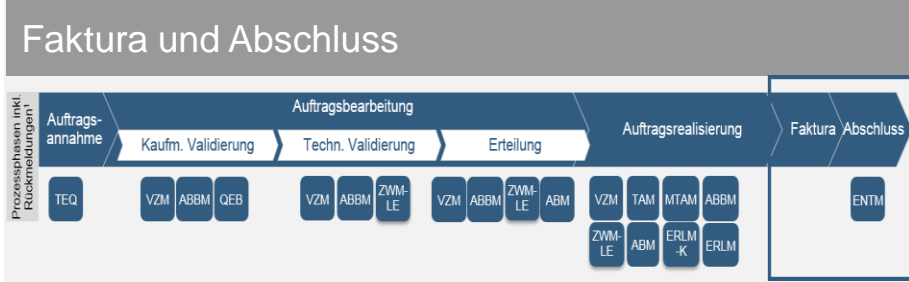 Faktura und Abschluss
Prozessphasen inkl.
Rückmeldungen¹
Auftrags-
annahme
Auftragsbearbeitung
Kaufm. Validierung
Techn. Validierung
Erteilung
Auftragsrealisierung
Faktura
Abschluss
TEQ
VZM
ABBM
QEB
VZM
ABBM
ZWM-
LE
VZM
ABBM
ZWM-
LE
ABM
VZM
TAM
MTAM
ABBM
ZWM-
LE
ABM
ERLM
-K
ERLM
ENTM